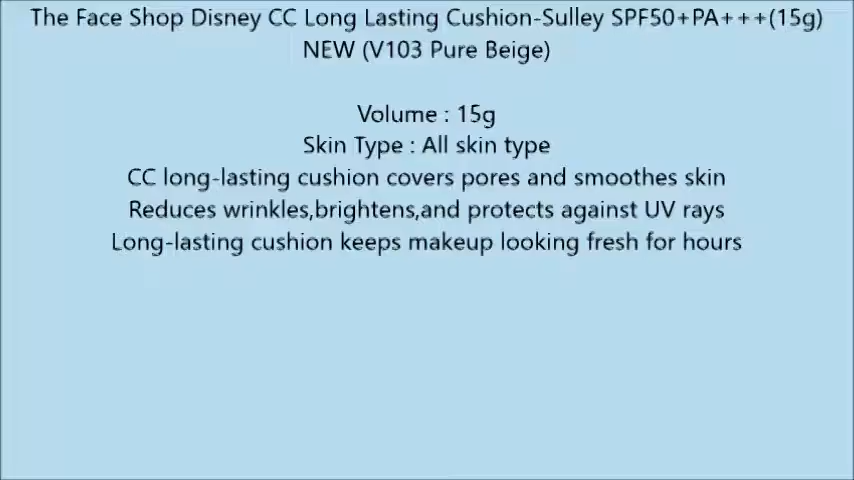 The Face Shop Disney CC Long Lasting Cushion-Sulley SPF50+PA+++(15g)
NEW (V103 Pure Beige)
Volume : 15g
Skin Type : All skin type
CC long-lasting cushion covers pores and smoothes skin
Reduces wrinkles,brightens,and protects against UV rays
Long-lasting cushion keeps makeup looking fresh for hours